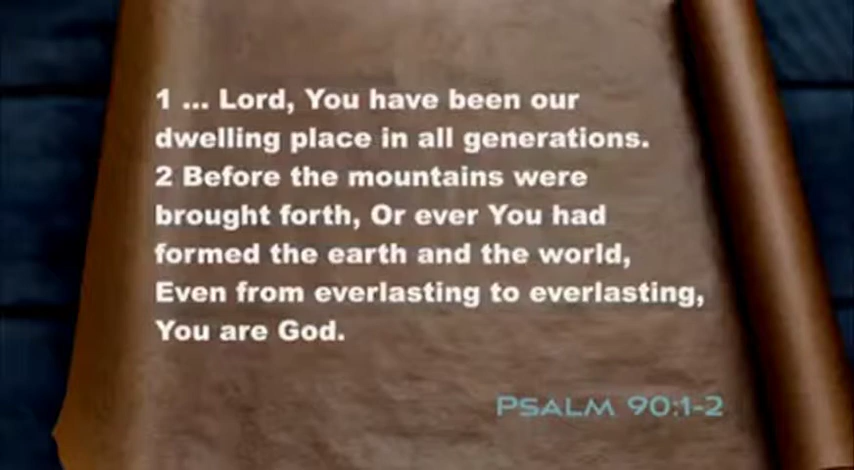 1 ... Lord, You have been our
dwelling place in all generations.
2 Before the mountains were
brought forth, Or ever You had
formed the earth and the world,
Even from everlasting to everlasting,
You are God.
Psalm 90:1-2